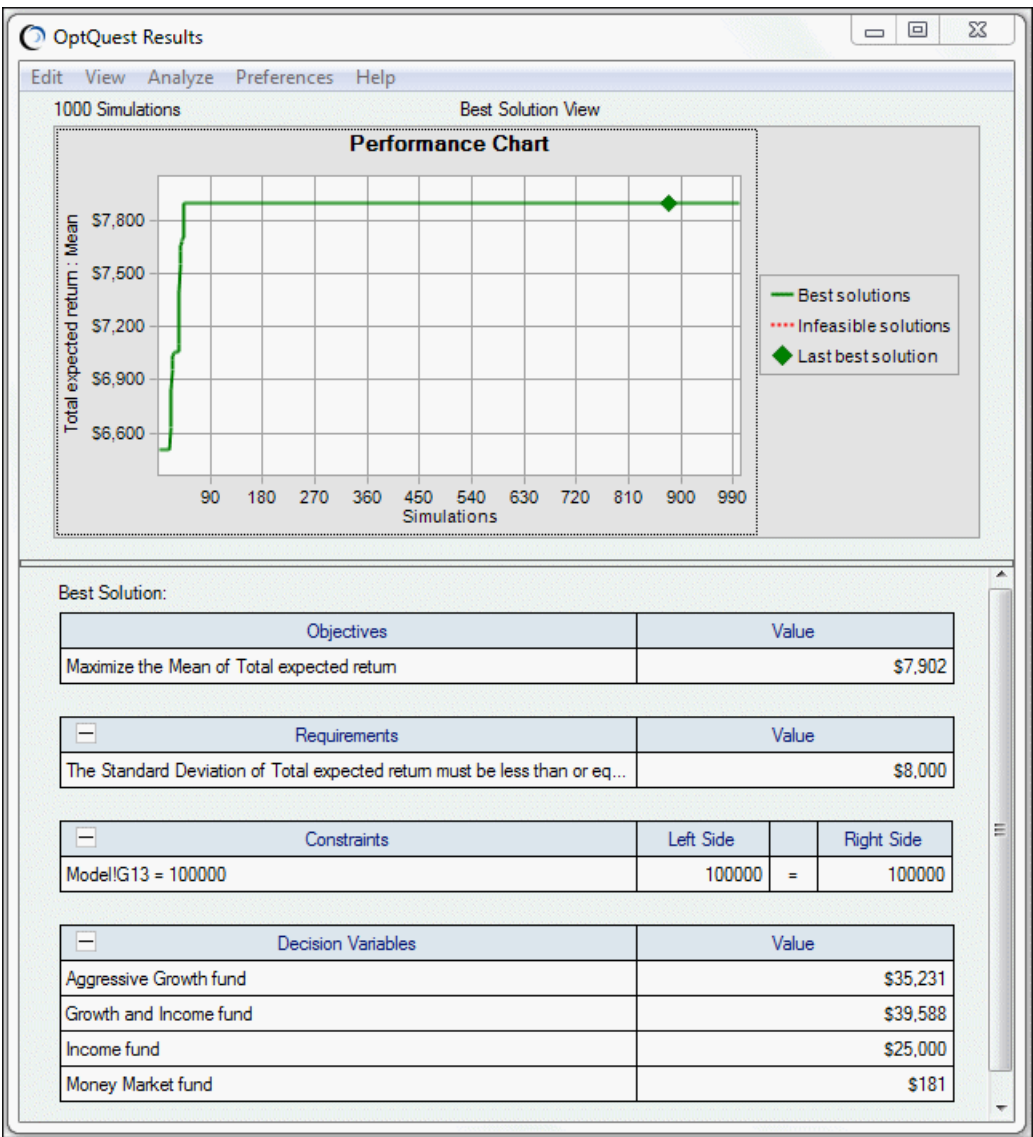 OptQuest Results
Edit View Analyze Preferences Help
1000 Simulations Best Solution View
Performance Chart
Total expected return : Mean
$7,800
$7,500
$7,200
$6,900
$6,600
90 180 270 360 450 540 630 720 810 900 990
Simulations
Best solutions
Infeasible solutions
Last best solution
Best Solution:
Objectives Value
Maximize the Mean of Total expected return $7,902
Requirements Value
The Standard Deviation of Total expected return must be less than or eq... $8,000
Constraints Left Side Right Side
Model!G13 = 100000 100000 = 100000
Decision Variables Value
Aggressive Growth fund $35,231
Growth and Income fund $39,588
Income fund $25,000
Money Market fund $181